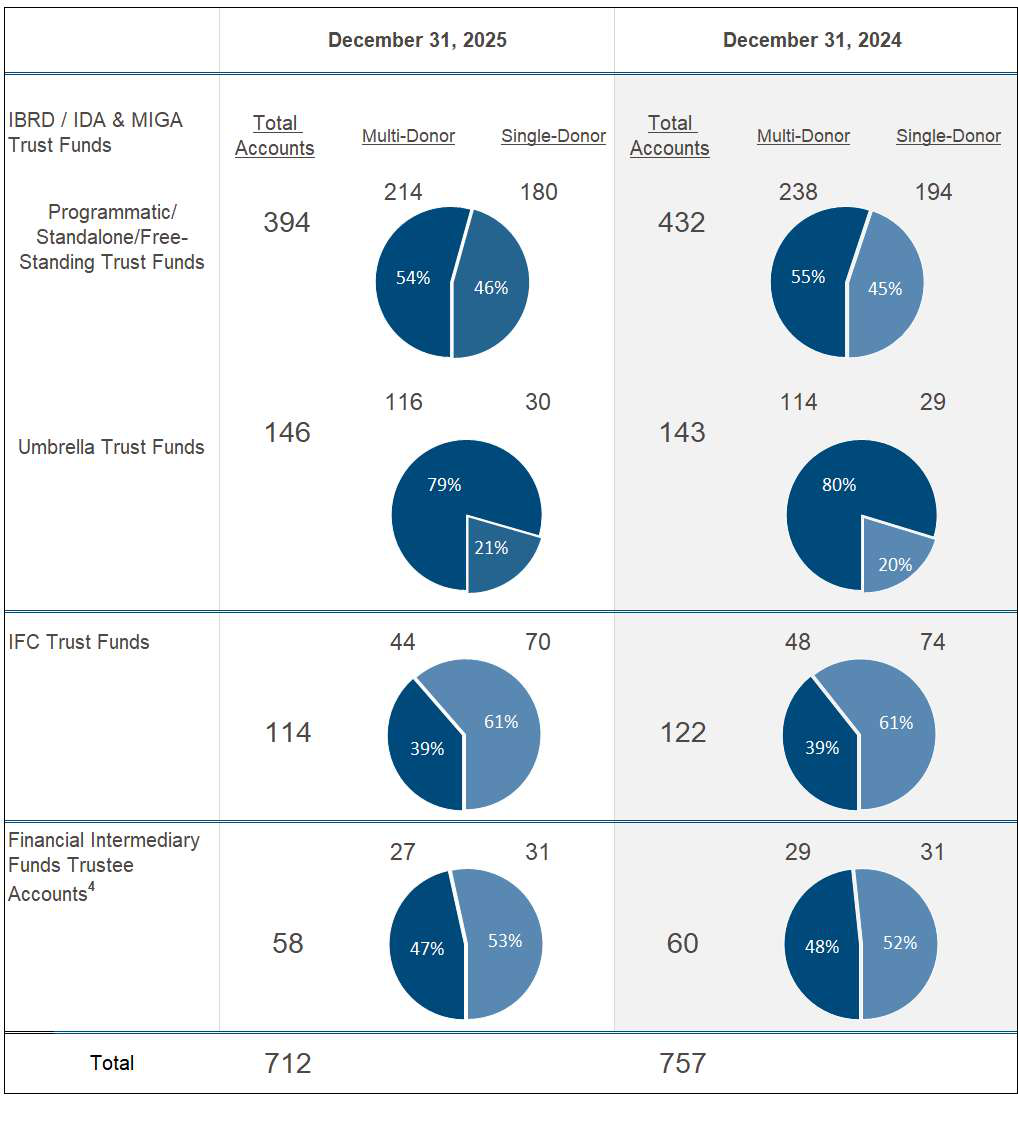 December 31, 2025
December 31, 2024
IBRD / IDA & MIGA
Trust Funds
Total
Accounts
Multi-Donor
Single-Donor
Total
Accounts
Multi-Donor
Single-Donor
Programmatic/
Standalone/Free-
Standing Trust Funds
394
214
180
54%
46%
432
238
194
55%
45%
Umbrella Trust Funds
146
116
30
79%
21%
143
114
29
80%
20%
IFC Trust Funds
114
44
70
39%
61%
122
48
74
39%
61%
Financial Intermediary
Funds Trustee
Accounts4
58
27
31
47%
53%
60
29
31
48%
52%
Total
712
757